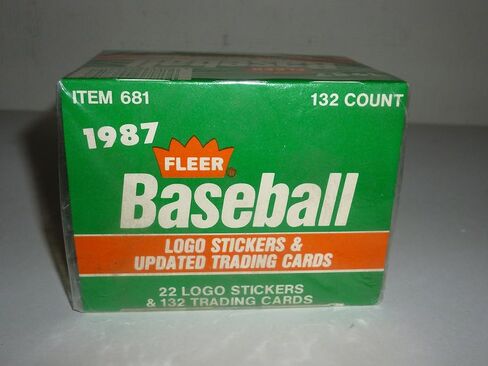 ITEM 681
132 COUNT
1987
FLEER®
Baseball
LOGO STICKERS &
UPDATED TRADING CARDS
22 LOGO STICKERS
& 132 TRADING CARDS